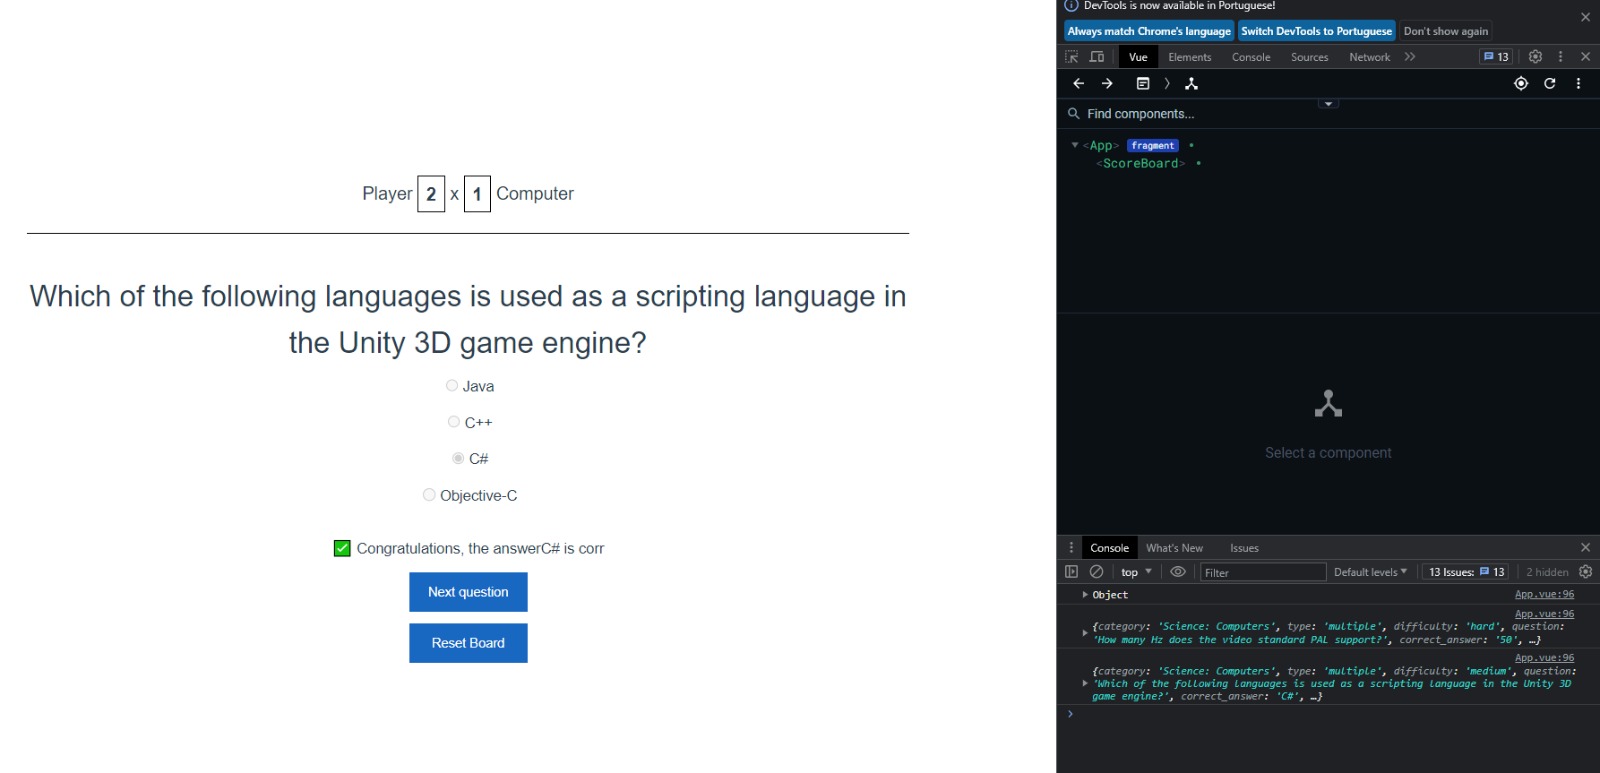 Player 2 x 1 Computer
Which of the following languages is used as a scripting language in
the Unity 3D game engine?
Java
C++
C#
Objective-C
Congratulations, the answerC# is corr
Next question
Reset Board
DevTools is now available in Portuguese!
Always match Chrome's language Switch DevTools to Portuguese Don't show again
Vue Elements Console Sources Network 13
Find components...
<App> fragment
<ScoreBoard>
Select a component
Console What's New Issues
top Filter Default levels 13 Issues: 13 2 hidden
Object App.vue:96
App.vue:96
{category: 'Science: Computers', type: 'multiple', difficulty: 'hard', question:
'How many Hz does the video standard PAL support?', correct_answer: '50', …}
App.vue:96
{category: 'Science: Computers', type: 'multiple', difficulty: 'medium', question:
'Which of the following languages is used as a scripting language in the Unity 3D
game engine?', correct_answer: 'C#', …}